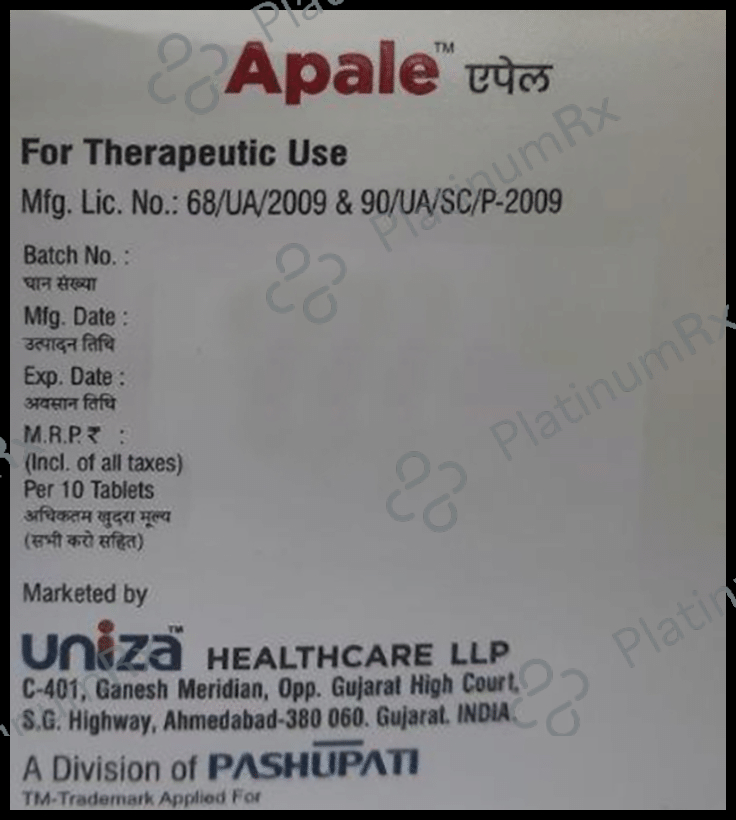 Apale™ एपेल
For Therapeutic Use
Mfg. Lic. No.: 68/UA/2009 & 90/UA/SC/P-2009
Batch No. :
घान संख्या
Mfg. Date :
उत्पादन तिथि
Exp. Date :
अवसान तिथि
M.R.P.₹ :
(Incl. of all taxes)
Per 10 Tablets
अधिकतम खुदरा मूल्य
(सभी करो सहित)
Marketed by
uniza™ HEALTHCARE LLP
C-401, Ganesh Meridian, Opp. Gujarat High Court,
S.G. Highway, Ahmedabad-380 060. Gujarat. INDIA.
A Division of PASHUPATI
TM-Trademark Applied For
PlatinumRx
PlatinumRx